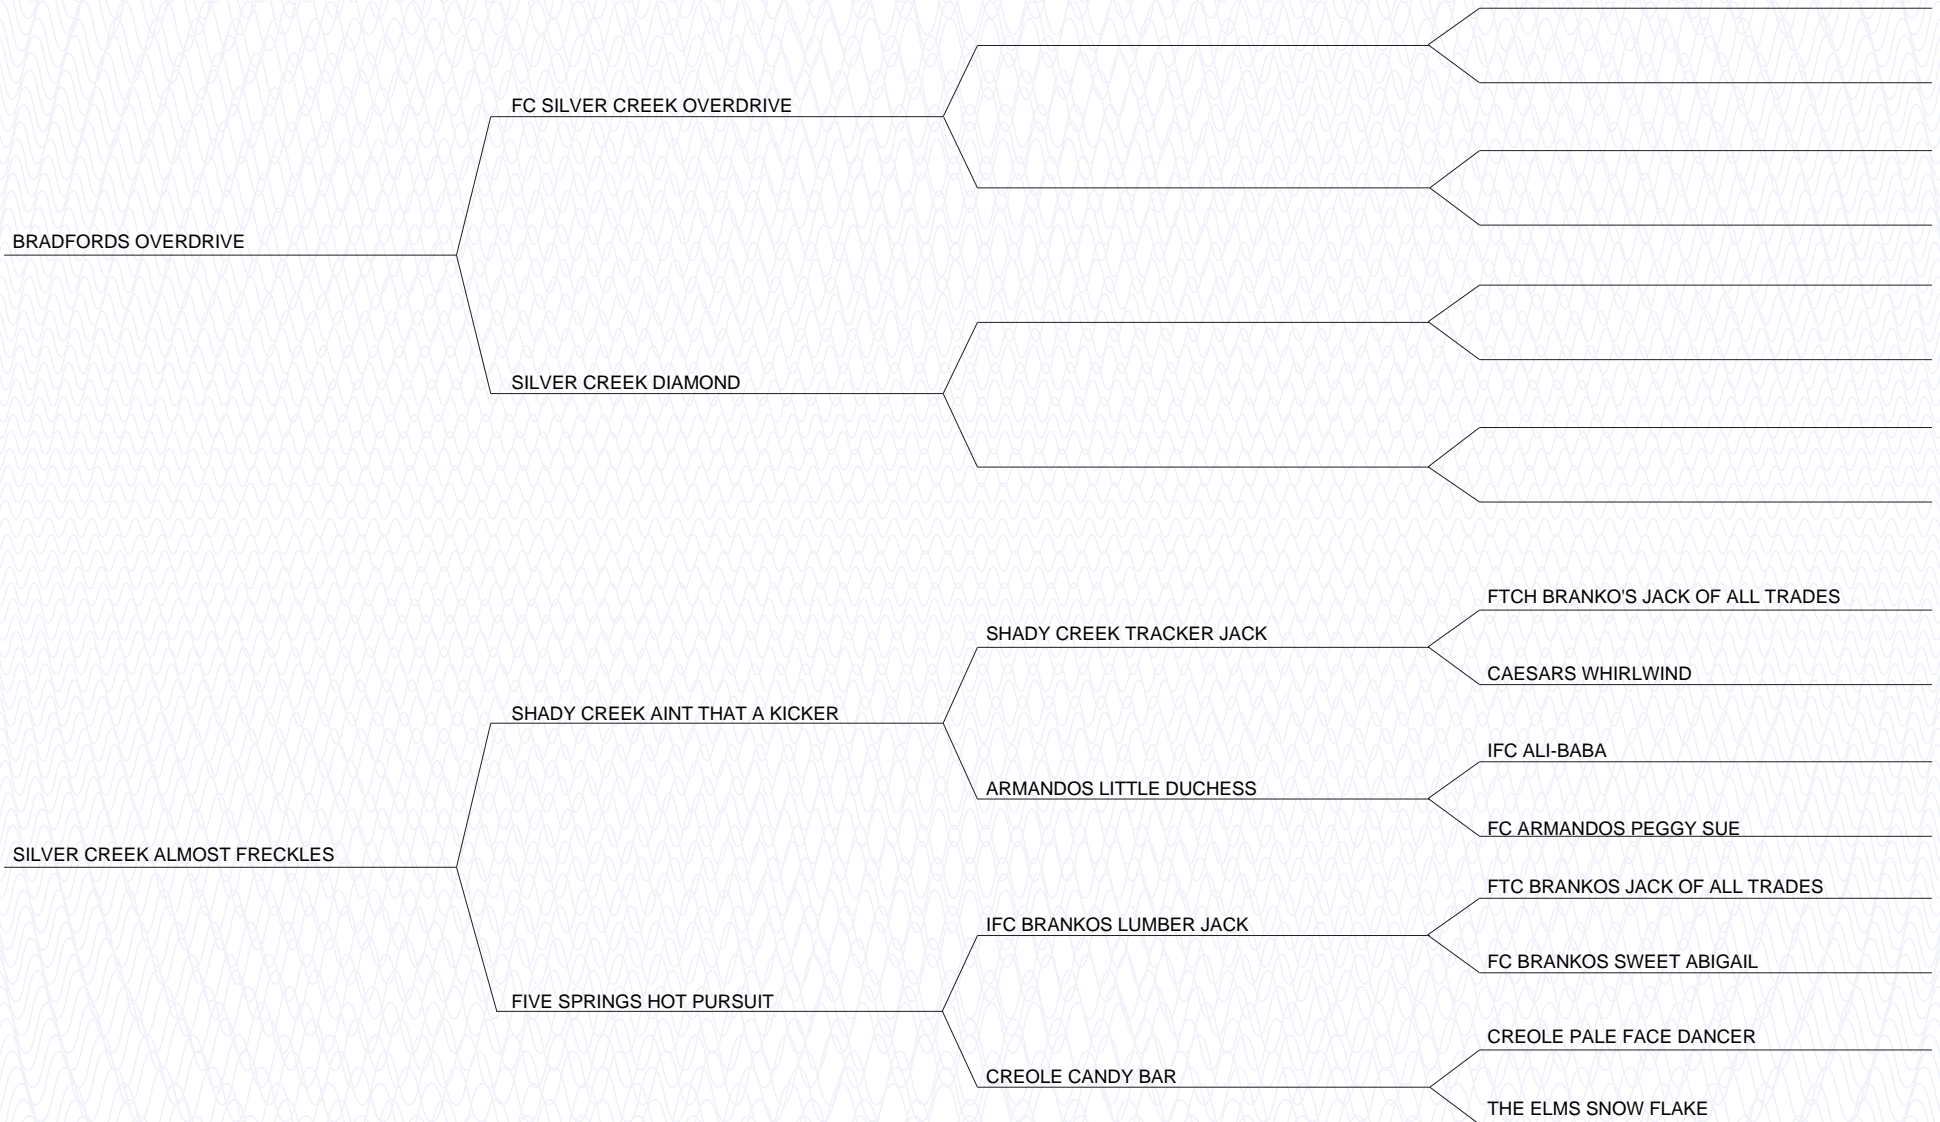 FC SILVER CREEK OVERDRIVE
BRADFORDS OVERDRIVE
SILVER CREEK DIAMOND
FTCH BRANKO'S JACK OF ALL TRADES
SHADY CREEK TRACKER JACK
CAESARS WHIRLWIND
SHADY CREEK AINT THAT A KICKER
IFC ALI-BABA
ARMANDOS LITTLE DUCHESS
FC ARMANDOS PEGGY SUE
SILVER CREEK ALMOST FRECKLES
FTC BRANKOS JACK OF ALL TRADES
IFC BRANKOS LUMBER JACK
FC BRANKOS SWEET ABIGAIL
FIVE SPRINGS HOT PURSUIT
CREOLE PALE FACE DANCER
CREOLE CANDY BAR
THE ELMS SNOW FLAKE